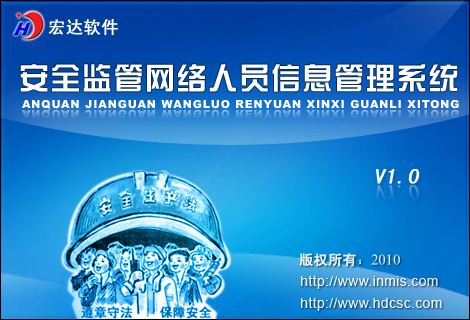 宏达软件
安全监管网络人员信息管理系统
ANQUAN JIANGUAN WANGLUO RENYUAN XINXI GUANLI XITONG
V1.0
安全生产
遵章守法 保障安全
版权所有：2010
http://www.inmis.com
http://www.hdcsc.com